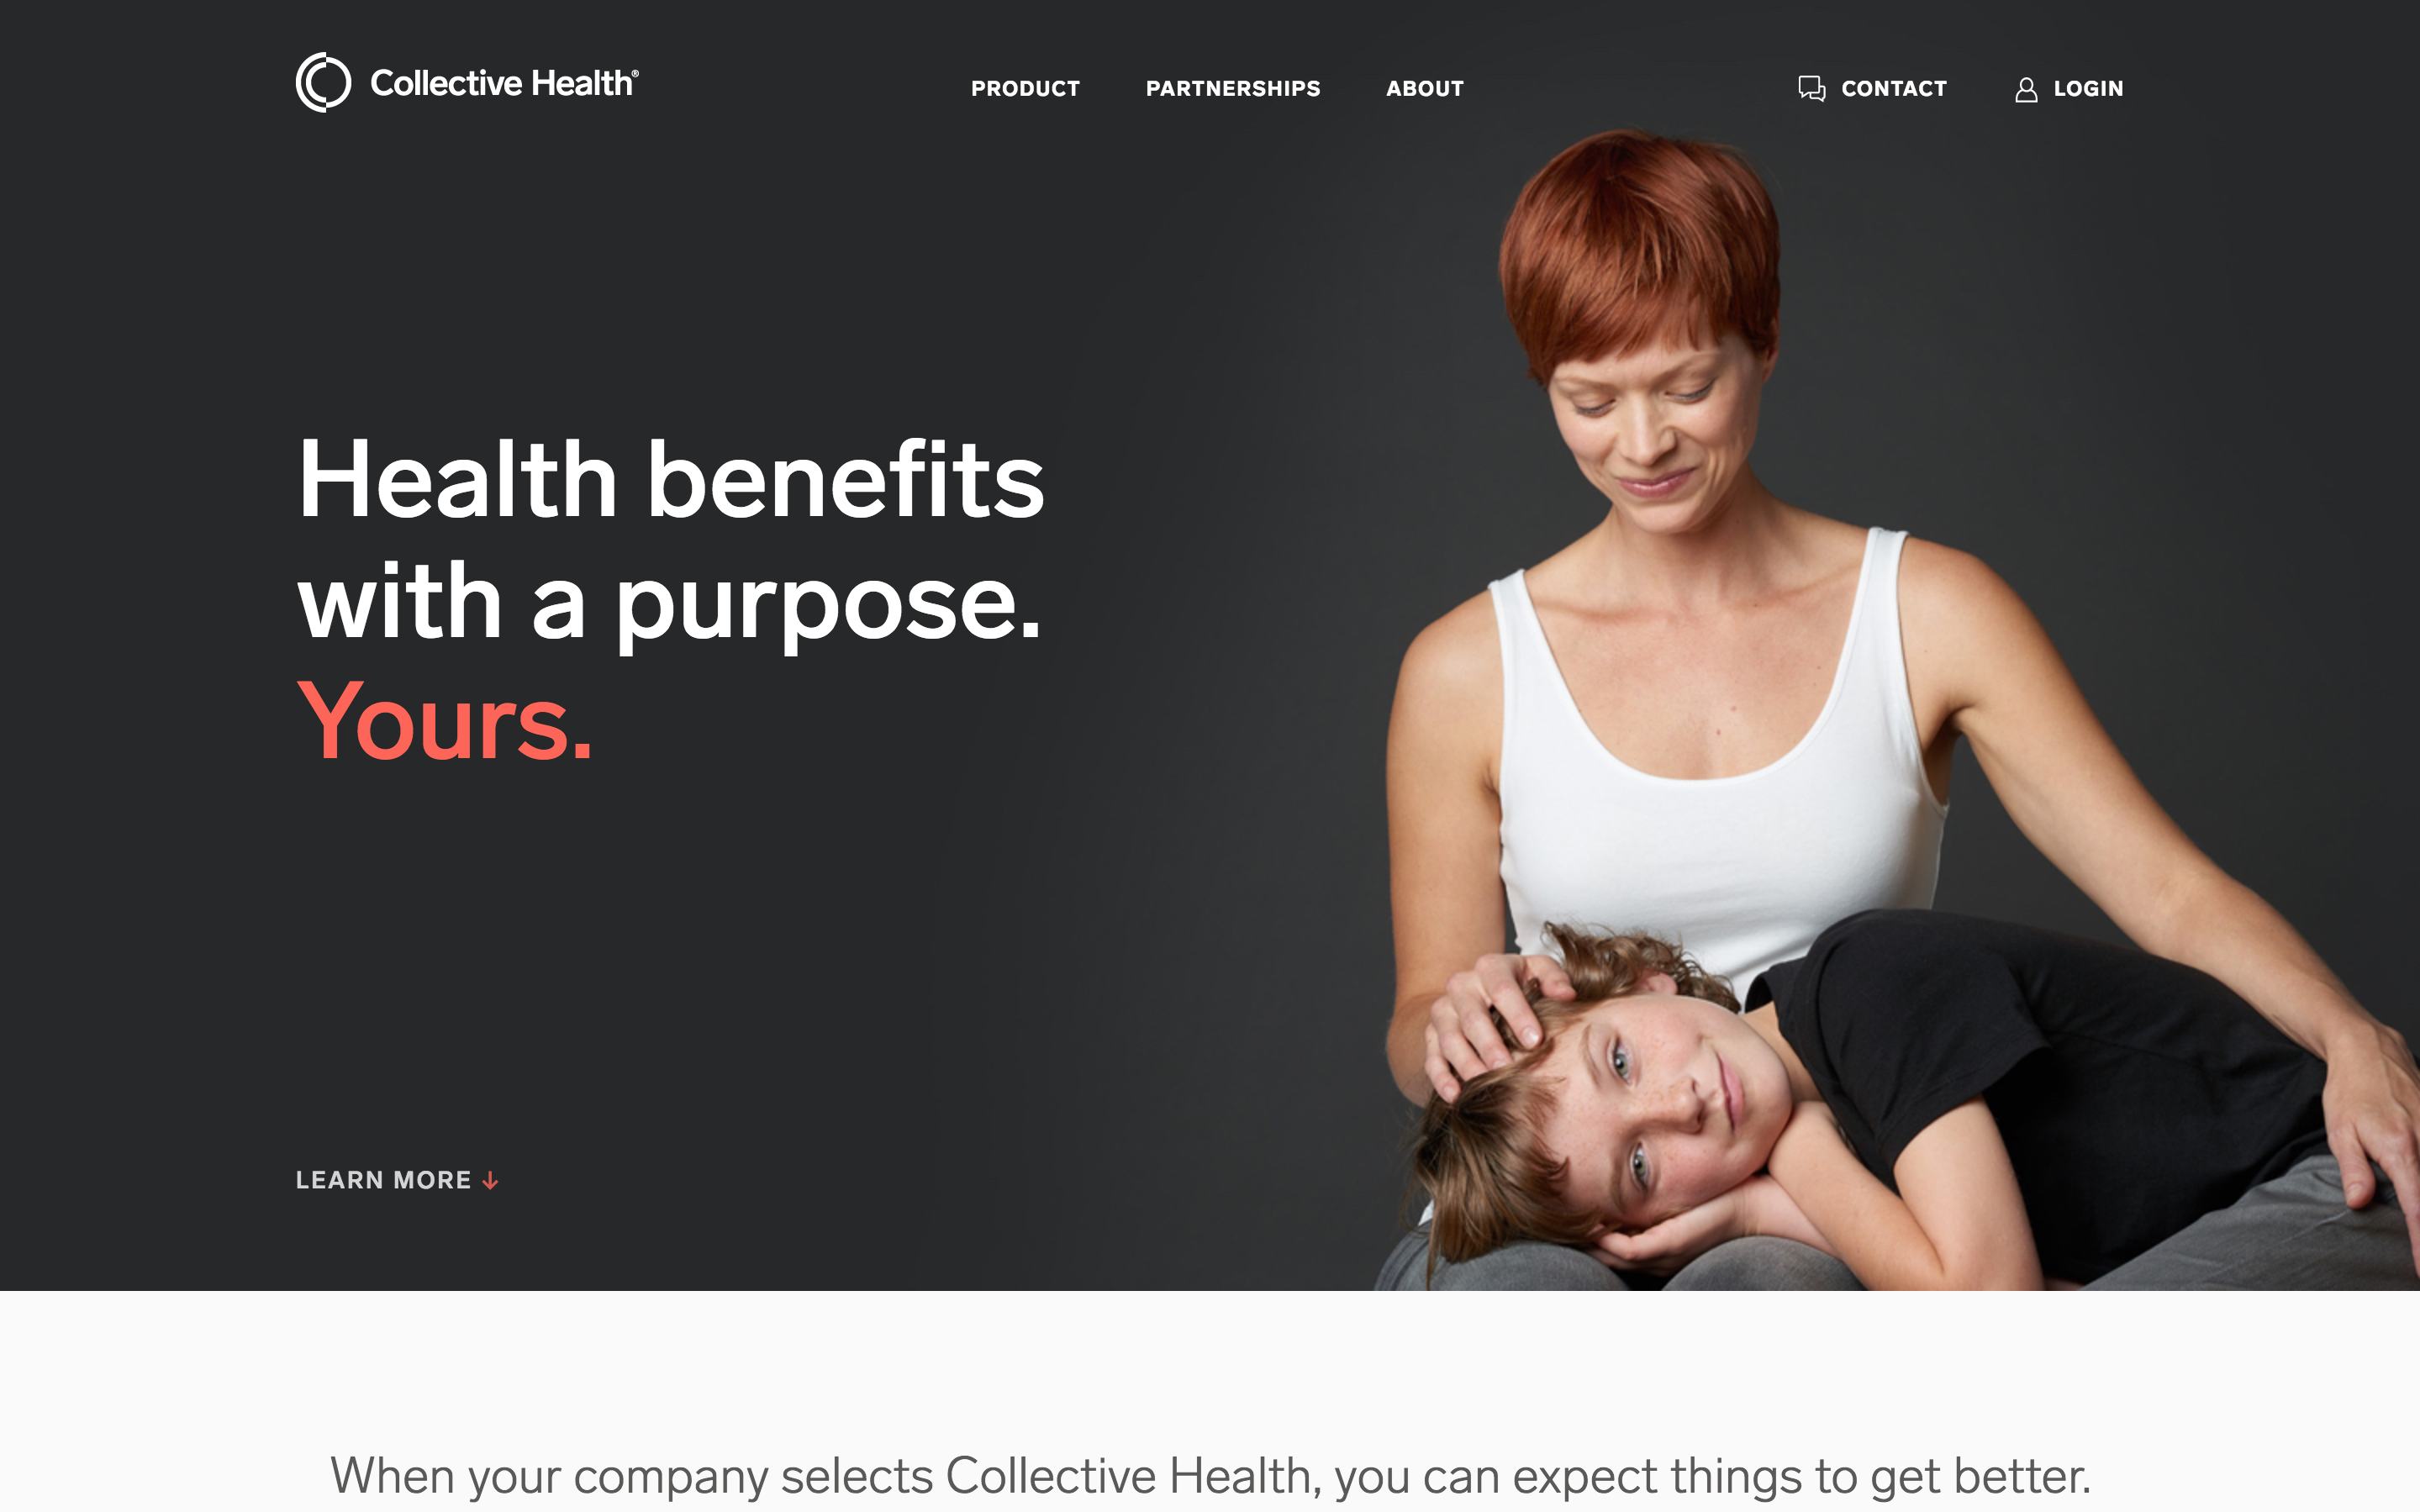 Collective Health®
PRODUCT
PARTNERSHIPS
ABOUT
CONTACT
LOGIN
Health benefits
with a purpose.
Yours.
LEARN MORE ↓
When your company selects Collective Health, you can expect things to get better.